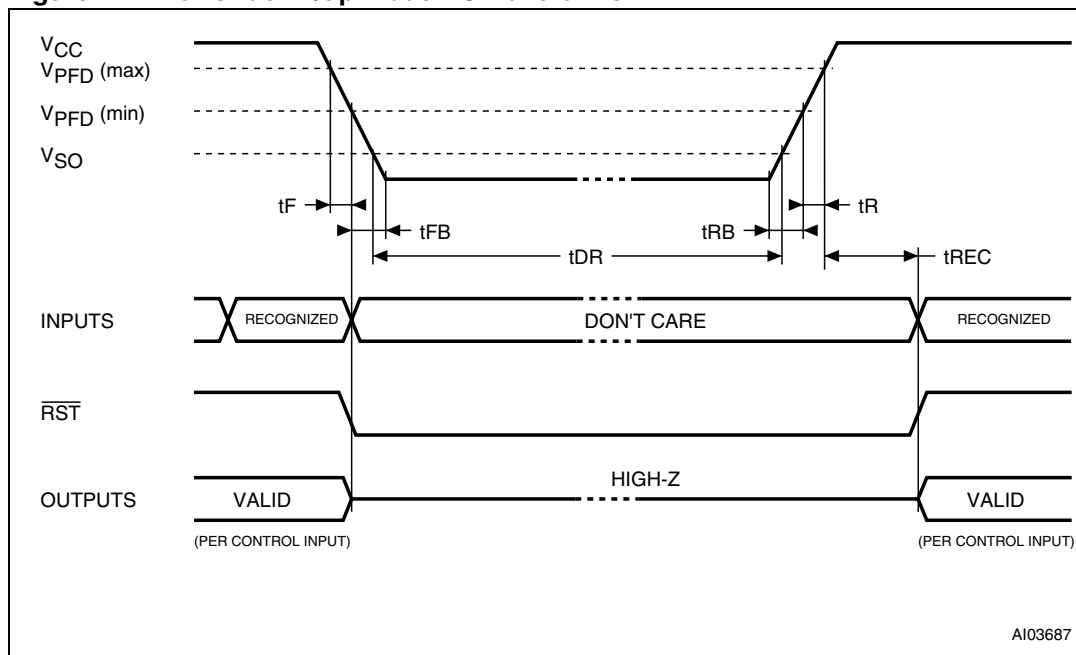 VCC
VPFD (max)
VPFD (min)
VSO
tF
tFB
tDR
tRB
tR
tREC
INPUTS
RECOGNIZED
DON'T CARE
RECOGNIZED
RST
HIGH-Z
OUTPUTS
VALID
VALID
(PER CONTROL INPUT)
(PER CONTROL INPUT)
AI03687